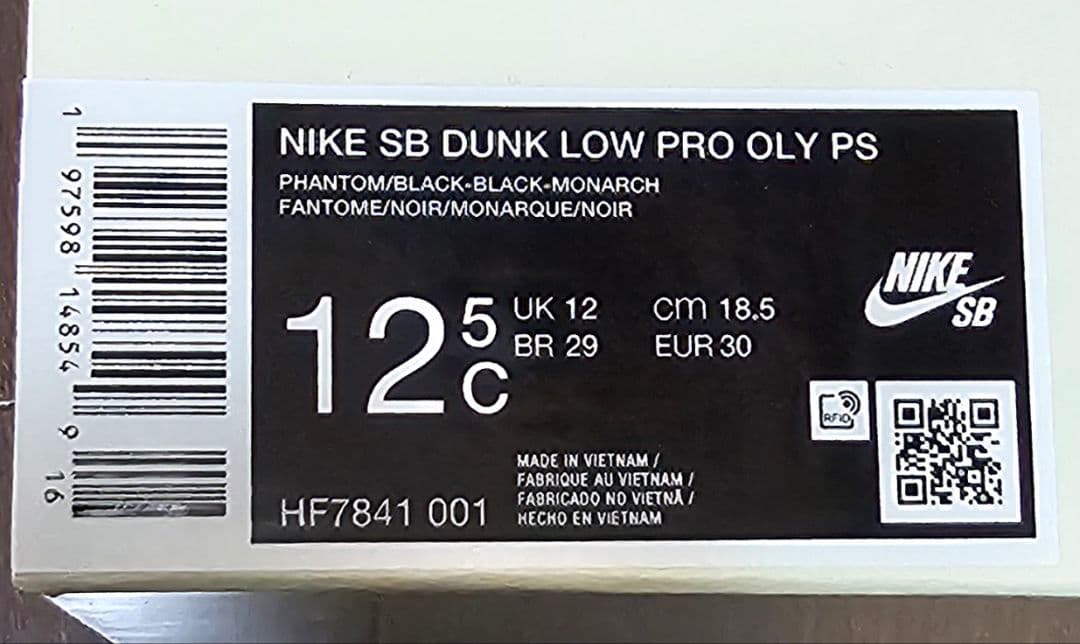 NIKE SB DUNK LOW PRO OLY PS
PHANTOM/BLACK-BLACK-MONARCH
FANTOME/NOIR/MONARQUE/NOIR
12 5 C
UK 12 cm 18.5
BR 29 EUR 30
NIKE
SB
RFID
MADE IN VIETNAM /
FABRIQUE AU VIETNAM /
FABRICADO NO VIETNÃ /
HECHO EN VIETNAM
HF7841 001
1 97598 14854 9 16